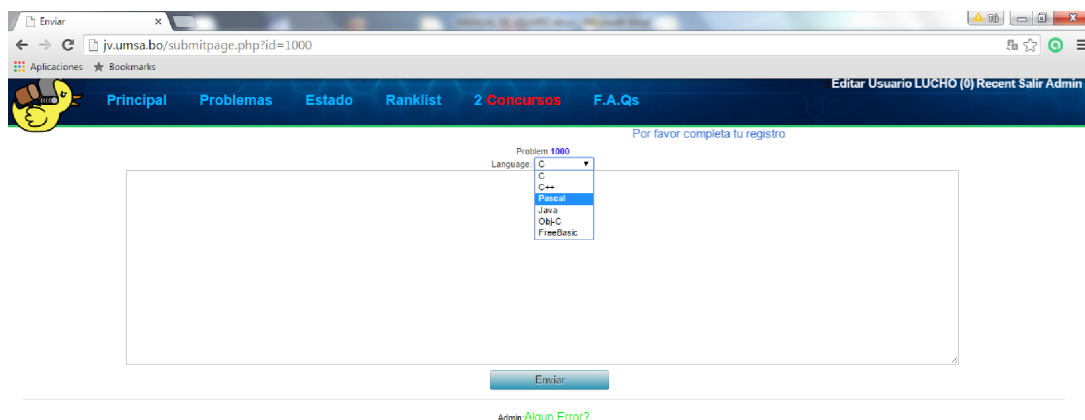 Enviar
jv.umsa.bo/submitpage.php?id=1000
Aplicaciones Bookmarks
Editar Usuario LUCHO (0) Recent Salir Admin
Principal Problemas Estado Ranklist 2 Concursos F.A.Qs
Por favor completa tu registro
Problem 1000
Language: C
C
C++
Pascal
Java
Obj-C
FreeBasic
Enviar
Admin:Algun Error?